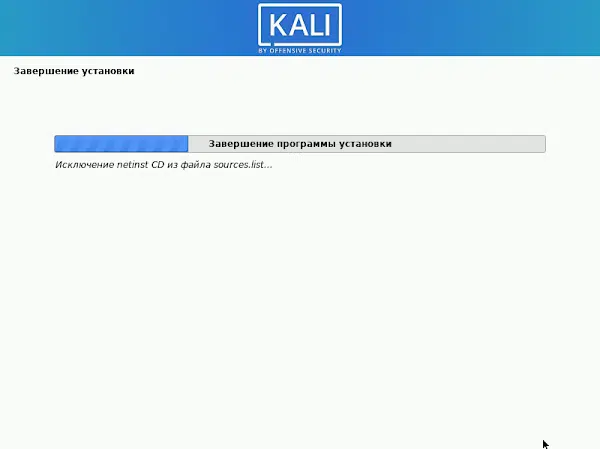 KALI
BY OFFENSIVE SECURITY
Завершение установки
Завершение программы установки
Исключение netinst CD из файла sources.list...